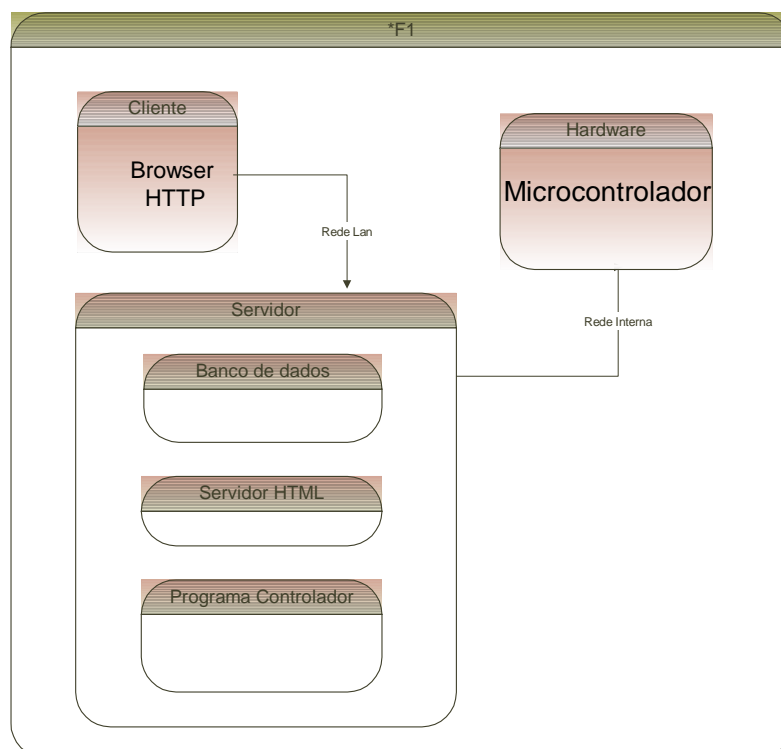 *F1
Cliente
Browser
HTTP
Hardware
Microcontrolador
Rede Lan
Servidor
Rede Interna
Banco de dados
Servidor HTML
Programa Controlador